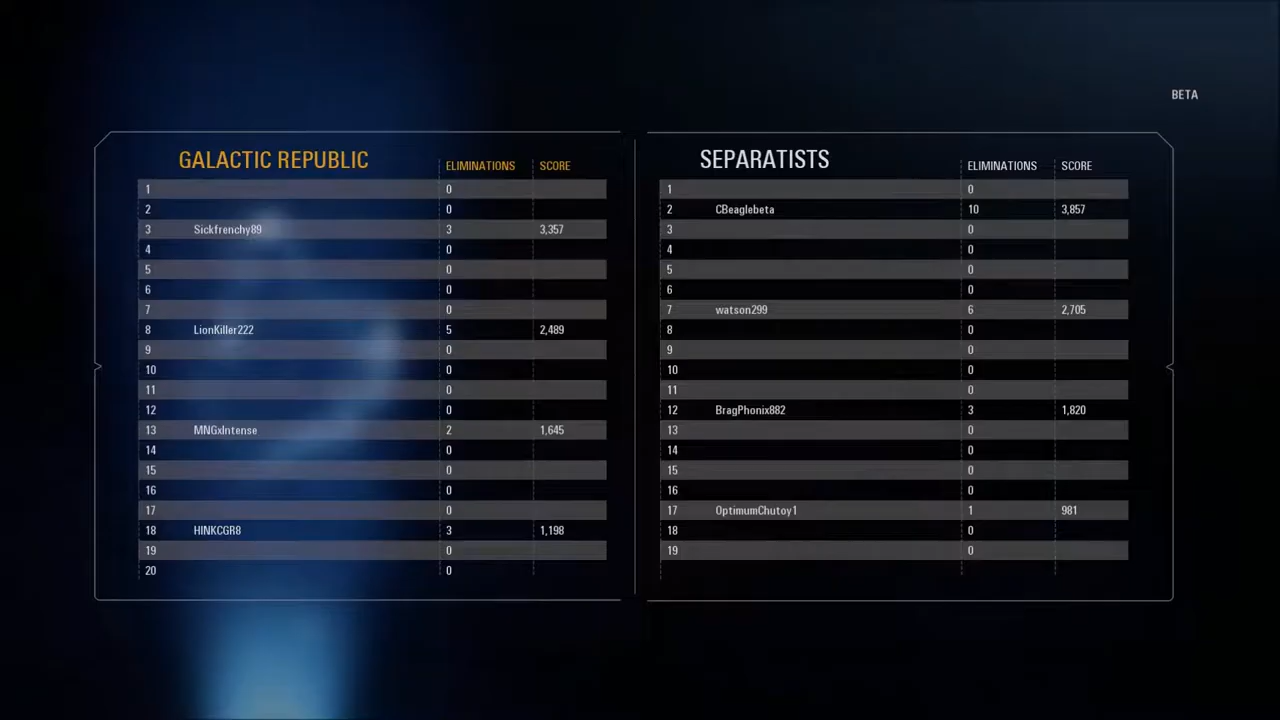 BETA
GALACTIC REPUBLIC ELIMINATIONS SCORE
1 0
2 0
3 Sickfrenchy89 3 3,357
4 0
5 0
6 0
7 0
8 LionKiller222 5 2,489
9 0
10 0
11 0
12 0
13 MNGxIntense 2 1,645
14 0
15 0
16 0
17 0
18 HINKCGR8 3 1,198
19 0
20 0
SEPARATISTS ELIMINATIONS SCORE
1 0
2 CBeaglebeta 10 3,857
3 0
4 0
5 0
6 0
7 watson299 6 2,705
8 0
9 0
10 0
11 0
12 BragPhonix882 3 1,820
13 0
14 0
15 0
16 0
17 OptimumChutoy1 1 981
18 0
19 0